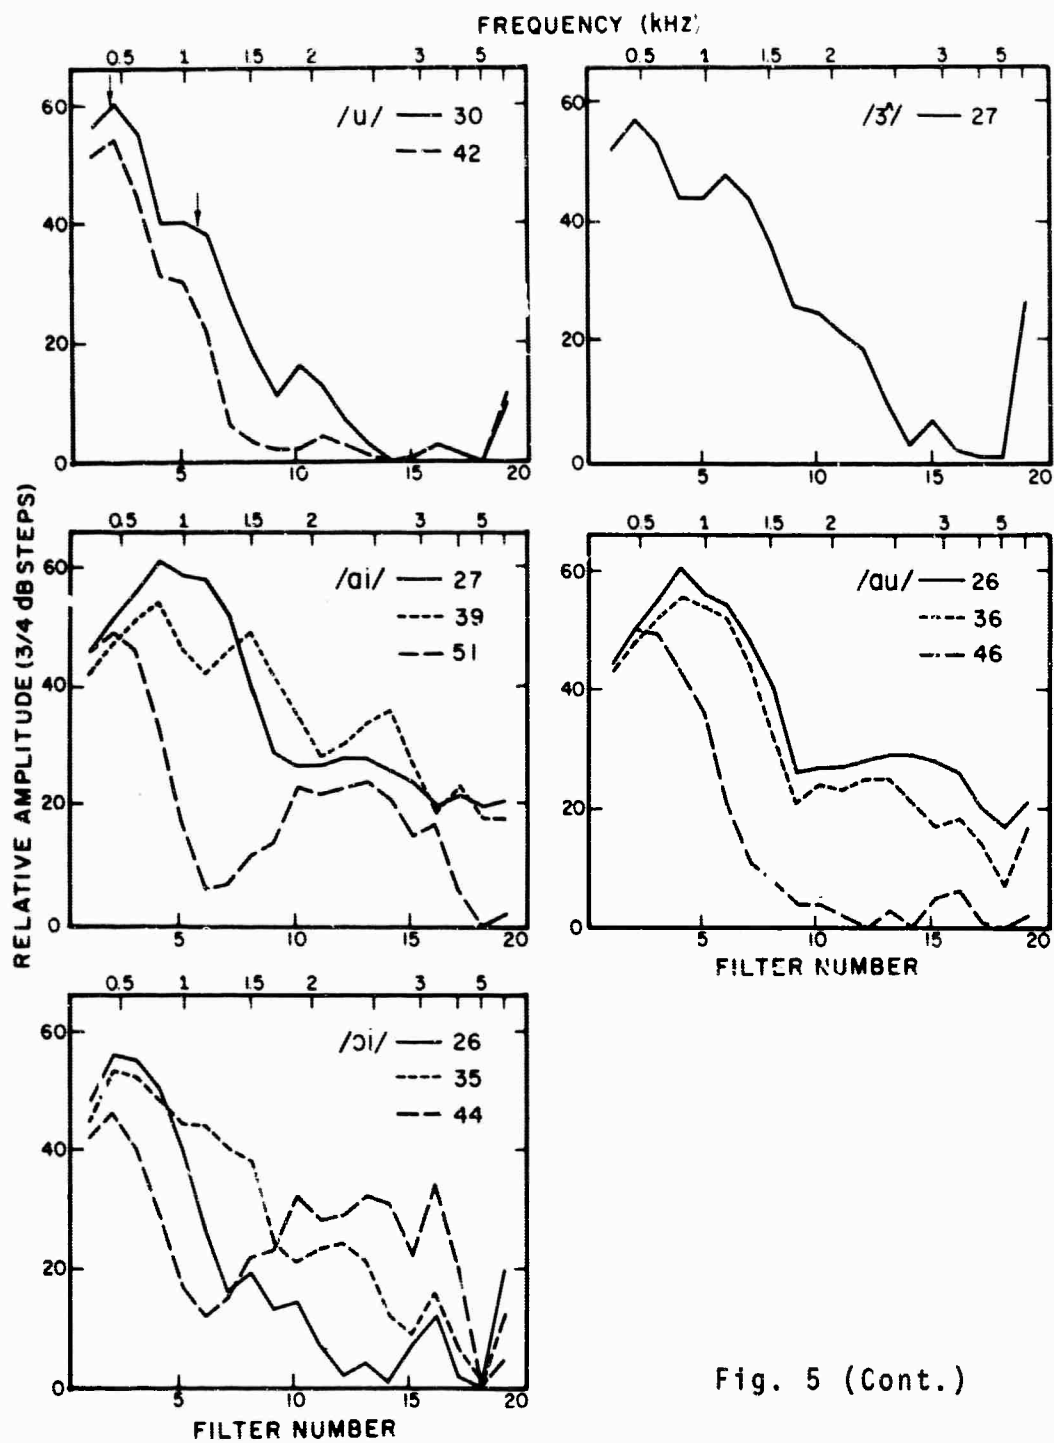 FREQUENCY (kHz)
0.5 1 1.5 2 3 5
0.5 1 1.5 2 3 5
60
40
20
0
/u/ 30
42
5 10 15 20
60
40
20
0
/ɝ/ 27
5 10 15 20
RELATIVE AMPLITUDE (3/4 dB STEPS)
0.5 1 1.5 2 3 5
60
40
20
0
/ai/ 27
39
51
5 10 15 20
0.5 1 1.5 2 3 5
60
40
20
0
/au/ 26
36
46
5 10 15 20
FILTER NUMBER
0.5 1 1.5 2 3 5
60
40
20
0
/ɔi/ 26
35
44
5 10 15 20
FILTER NUMBER
Fig. 5 (Cont.)